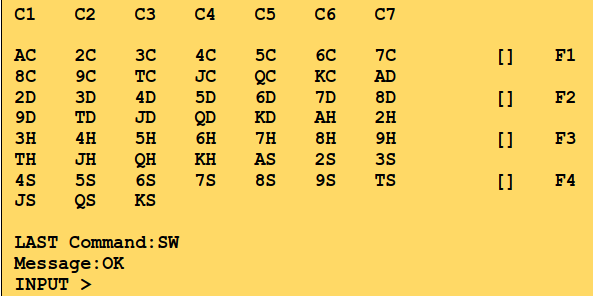 C1 C2 C3 C4 C5 C6 C7
AC 2C 3C 4C 5C 6C 7C [] F1
8C 9C TC JC QC KC AD
2D 3D 4D 5D 6D 7D 8D [] F2
9D TD JD QD KD AH 2H
3H 4H 5H 6H 7H 8H 9H [] F3
TH JH QH KH AS 2S 3S
4S 5S 6S 7S 8S 9S TS [] F4
JS QS KS
LAST Command:SW
Message:OK
INPUT >